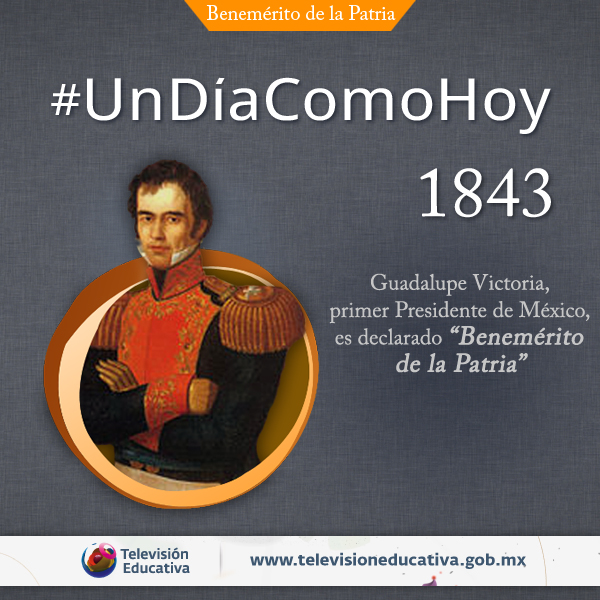 Benemérito de la Patria
#UnDíaComoHoy
1843
Guadalupe Victoria,
primer Presidente de México,
es declarado “Benemérito
de la Patria”
Televisión
Educativa
www.televisioneducativa.gob.mx